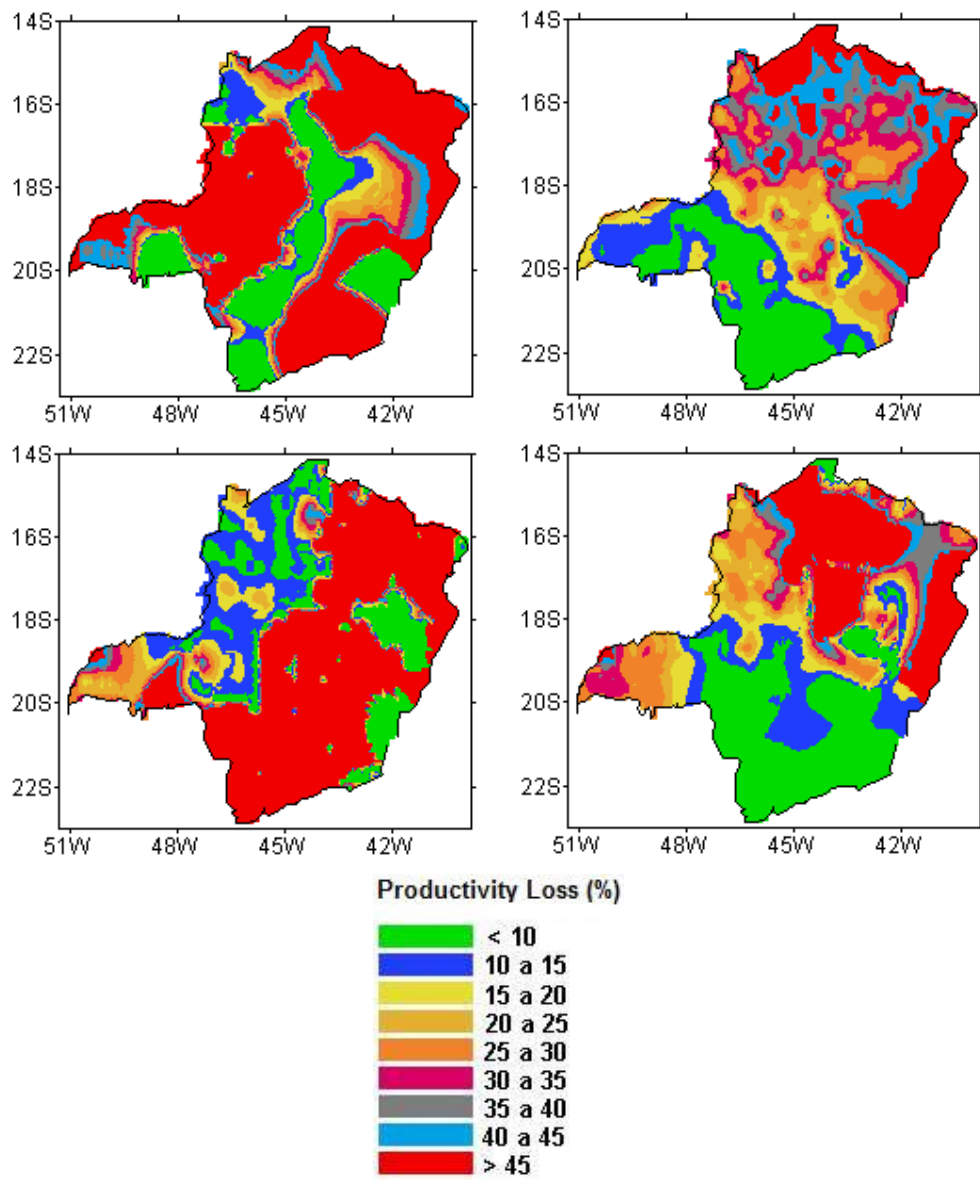 14S
14S
16S
16S
18S
18S
20S
20S
22S
22S
51W 48W 45W 42W
51W 48W 45W 42W
14S
14S
16S
16S
18S
18S
20S
20S
22S
22S
51W 48W 45W 42W
51W 48W 45W 42W
Productivity Loss (%)
< 10
10 a 15
15 a 20
20 a 25
25 a 30
30 a 35
35 a 40
40 a 45
> 45